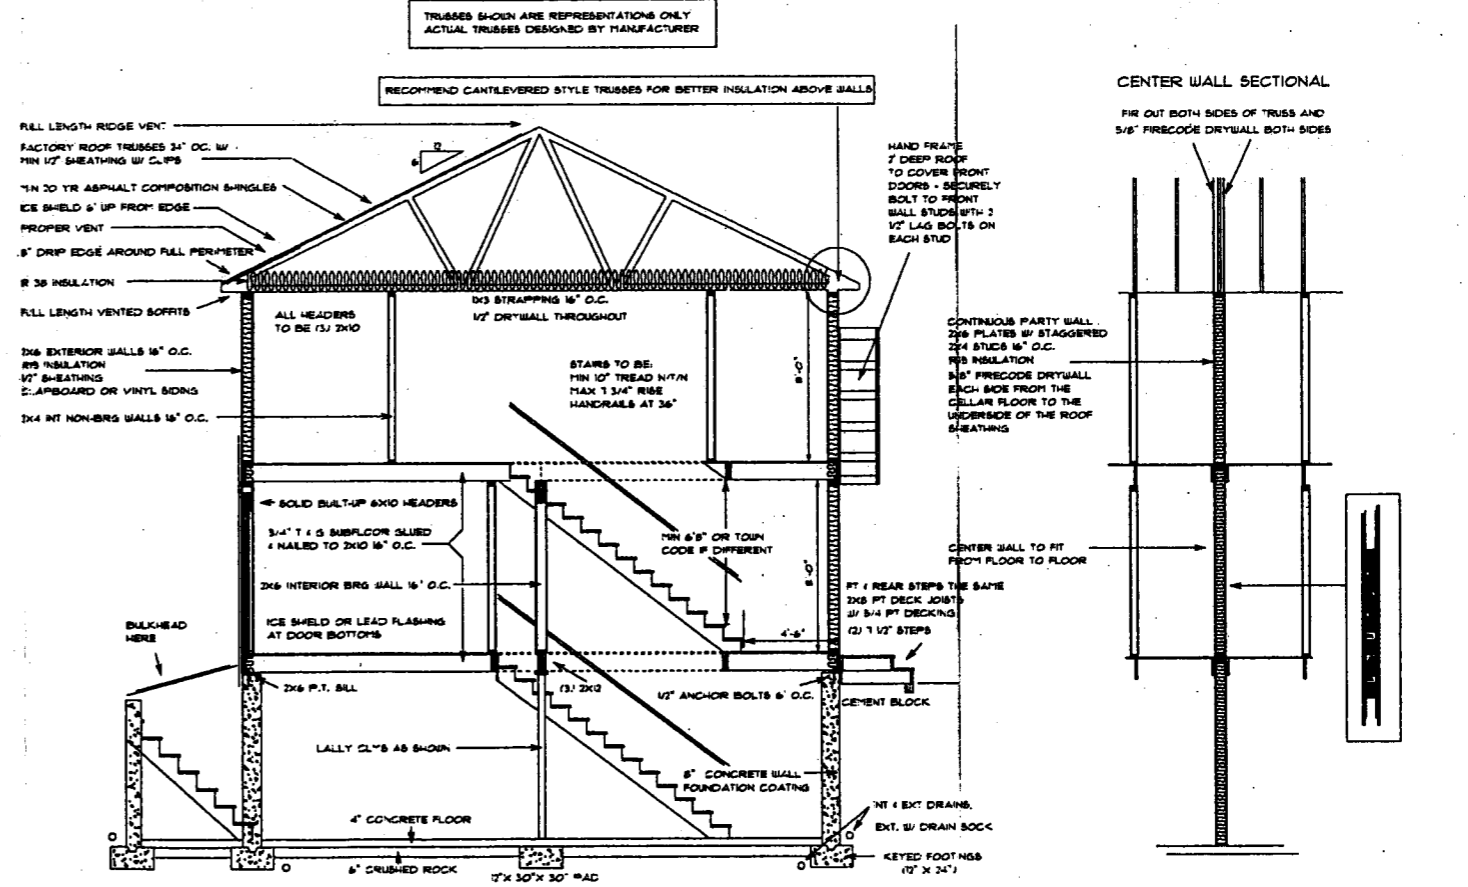 TRUSSES SHOWN ARE REPRESENTATIONS ONLY
ACTUAL TRUSSES DESIGNED BY MANUFACTURER
RECOMMEND CANTILEVERED STYLE TRUSSES FOR BETTER INSULATION ABOVE WALLS
FULL LENGTH RIDGE VENT
FACTORY ROOF TRUSSES 24" OC. W/
MIN 1/2" SHEATHING W/ CLIPS
MIN 20 YR ASPHALT COMPOSITION SHINGLES
ICE SHIELD 6' UP FROM EDGE
PROPER VENT
8" DRIP EDGE AROUND FULL PERIMETER
R 38 INSULATION
FULL LENGTH VENTED SOFFITS
2X6 EXTERIOR WALLS 16" O.C.
INSULATION
1/2" SHEATHING
CLAPBOARD OR VINYL SIDING
2X4 INT NON-BRG WALLS 16" O.C.
12
6
ALL HEADERS
TO BE (3) 2X10
1X3 STRAPPING 16" O.C.
1/2" DRYWALL THROUGHOUT
STAIRS TO BE:
MIN 10" TREAD N/T/N
MAX 7 3/4" RISE
HANDRAILS AT 36"
8'-0"
HAND FRAME
2' DEEP ROOF
TO COVER FRONT
DOORS - SECURELY
BOLT TO FRONT
WALL STUDS WITH 2
1/2" LAG BOLTS ON
EACH STUD
SOLID BUILT-UP 6X10 HEADERS
3/4" T & G SUBFLOOR GLUED
& NAILED TO 2X10 16" O.C.
2X6 INTERIOR BRG WALL 16" O.C.
ICE SHIELD OR LEAD FLASHING
AT DOOR BOTTOMS
MIN 6'8" OR TOWN
CODE IF DIFFERENT
8'-0"
4'-6"
FT & REAR STEPS THE SAME
2X8 PT DECK JOISTS
W/ 5/4 PT DECKING
(2) 7 1/2" STEPS
BULKHEAD
HERE
2X6 P.T. SILL
(3) 2X12
1/2" ANCHOR BOLTS 6' O.C.
CEMENT BLOCK
LALLY CLMS AS SHOWN
8" CONCRETE WALL
FOUNDATION COATING
4" CONCRETE FLOOR
INT & EXT DRAINS,
EXT. W/ DRAIN SOCK
6" CRUSHED ROCK
12"X 30"X 30" PAD
KEYED FOOTINGS
(12" X 24")
CENTER WALL SECTIONAL
FIR OUT BOTH SIDES OF TRUSS AND
5/8" FIRECODE DRYWALL BOTH SIDES
CONTINUOUS PARTY WALL
2X6 PLATES W/ STAGGERED
2X4 STUDS 16" O.C.
INSULATION
5/8" FIRECODE DRYWALL
EACH SIDE FROM THE
CELLAR FLOOR TO THE
UNDERSIDE OF THE ROOF
SHEATHING
CENTER WALL TO FIT
FROM FLOOR TO FLOOR